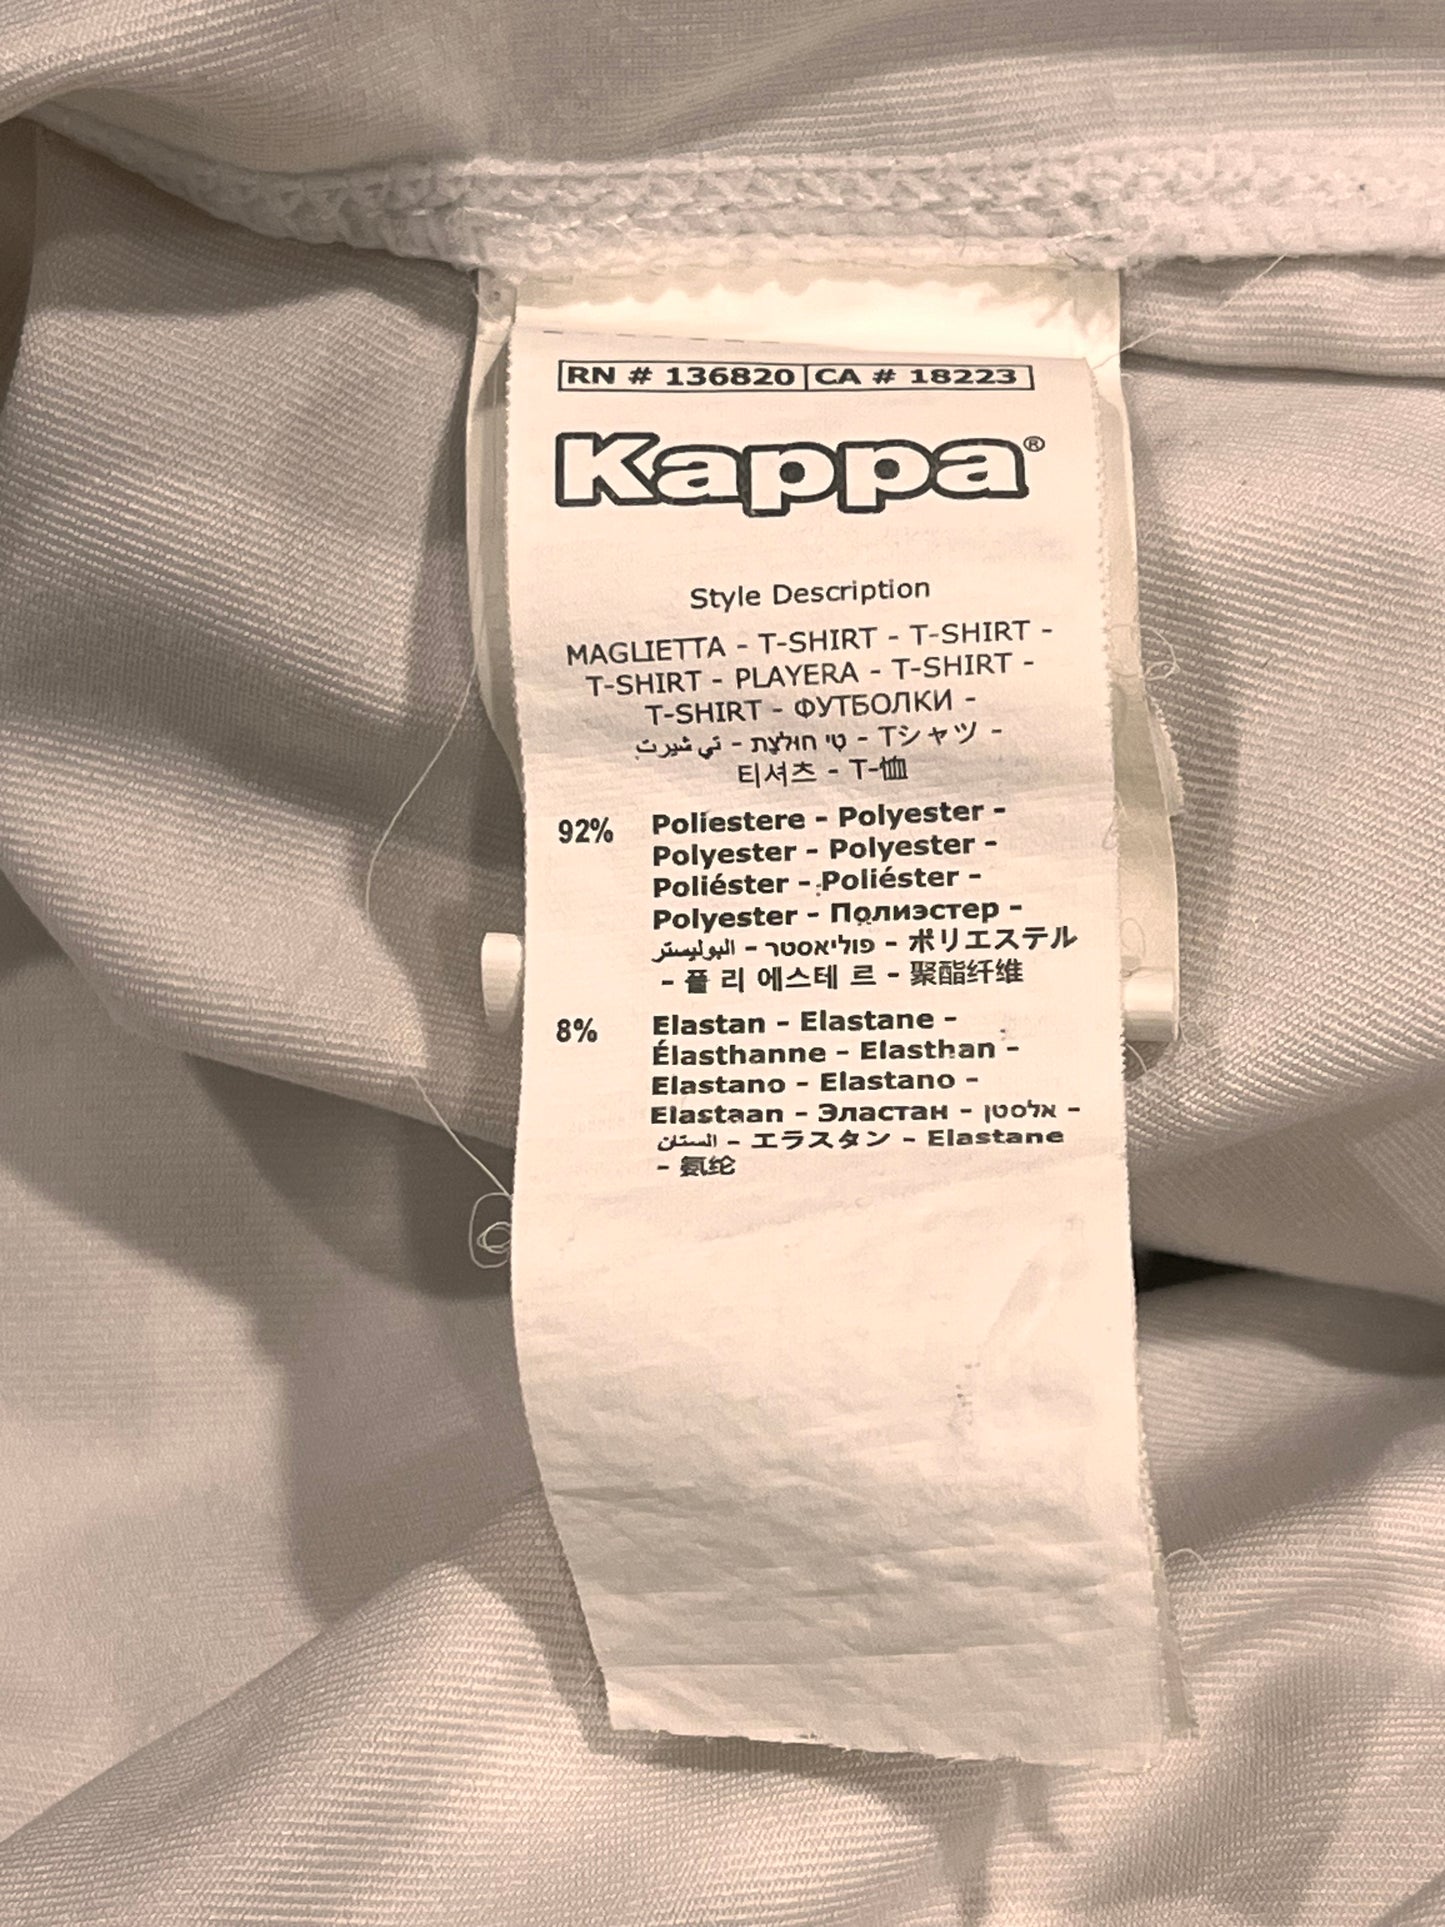 RN # 136820 CA # 18223
Kappa®
Style Description
MAGLIETTA - T-SHIRT - T-SHIRT -
T-SHIRT - PLAYERA - T-SHIRT -
T-SHIRT - ФУТБОЛКИ -
تي شيرت - טי חולצת - Tシャツ -
티셔츠 - T-恤
92% Poliestere - Polyester -
Polyester - Polyester -
Poliéster - Poliéster -
Polyester - Полиэстер -
البوليستر - פוליאסטר - ポリエステル
- 폴 리 에스테 르 - 聚酯纤维
8% Elastan - Elastane -
Élasthanne - Elasthan -
Elastano - Elastano -
Elastaan - Эластан - אלסטן -
الستان - エラスタン - Elastane
- 氨纶